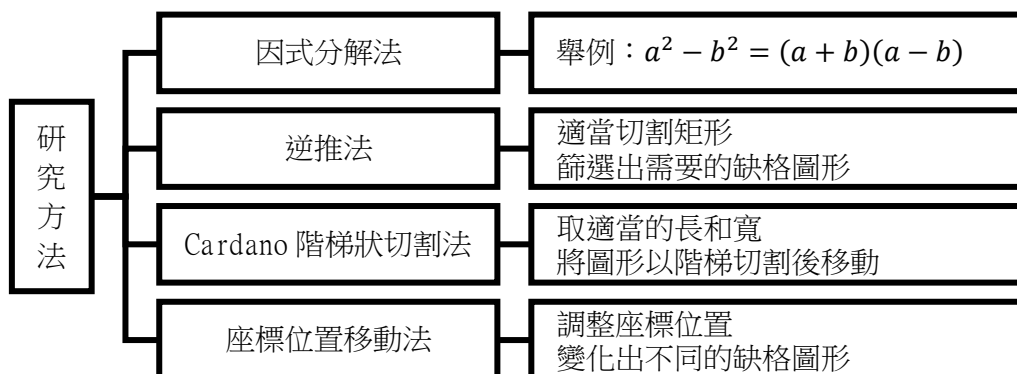 研究方法
因式分解法
舉例：𝑎² − 𝑏² = (𝑎 + 𝑏)(𝑎 − 𝑏)
逆推法
適當切割矩形
篩選出需要的缺格圖形
Cardano 階梯狀切割法
取適當的長和寬
將圖形以階梯切割後移動
座標位置移動法
調整座標位置
變化出不同的缺格圖形